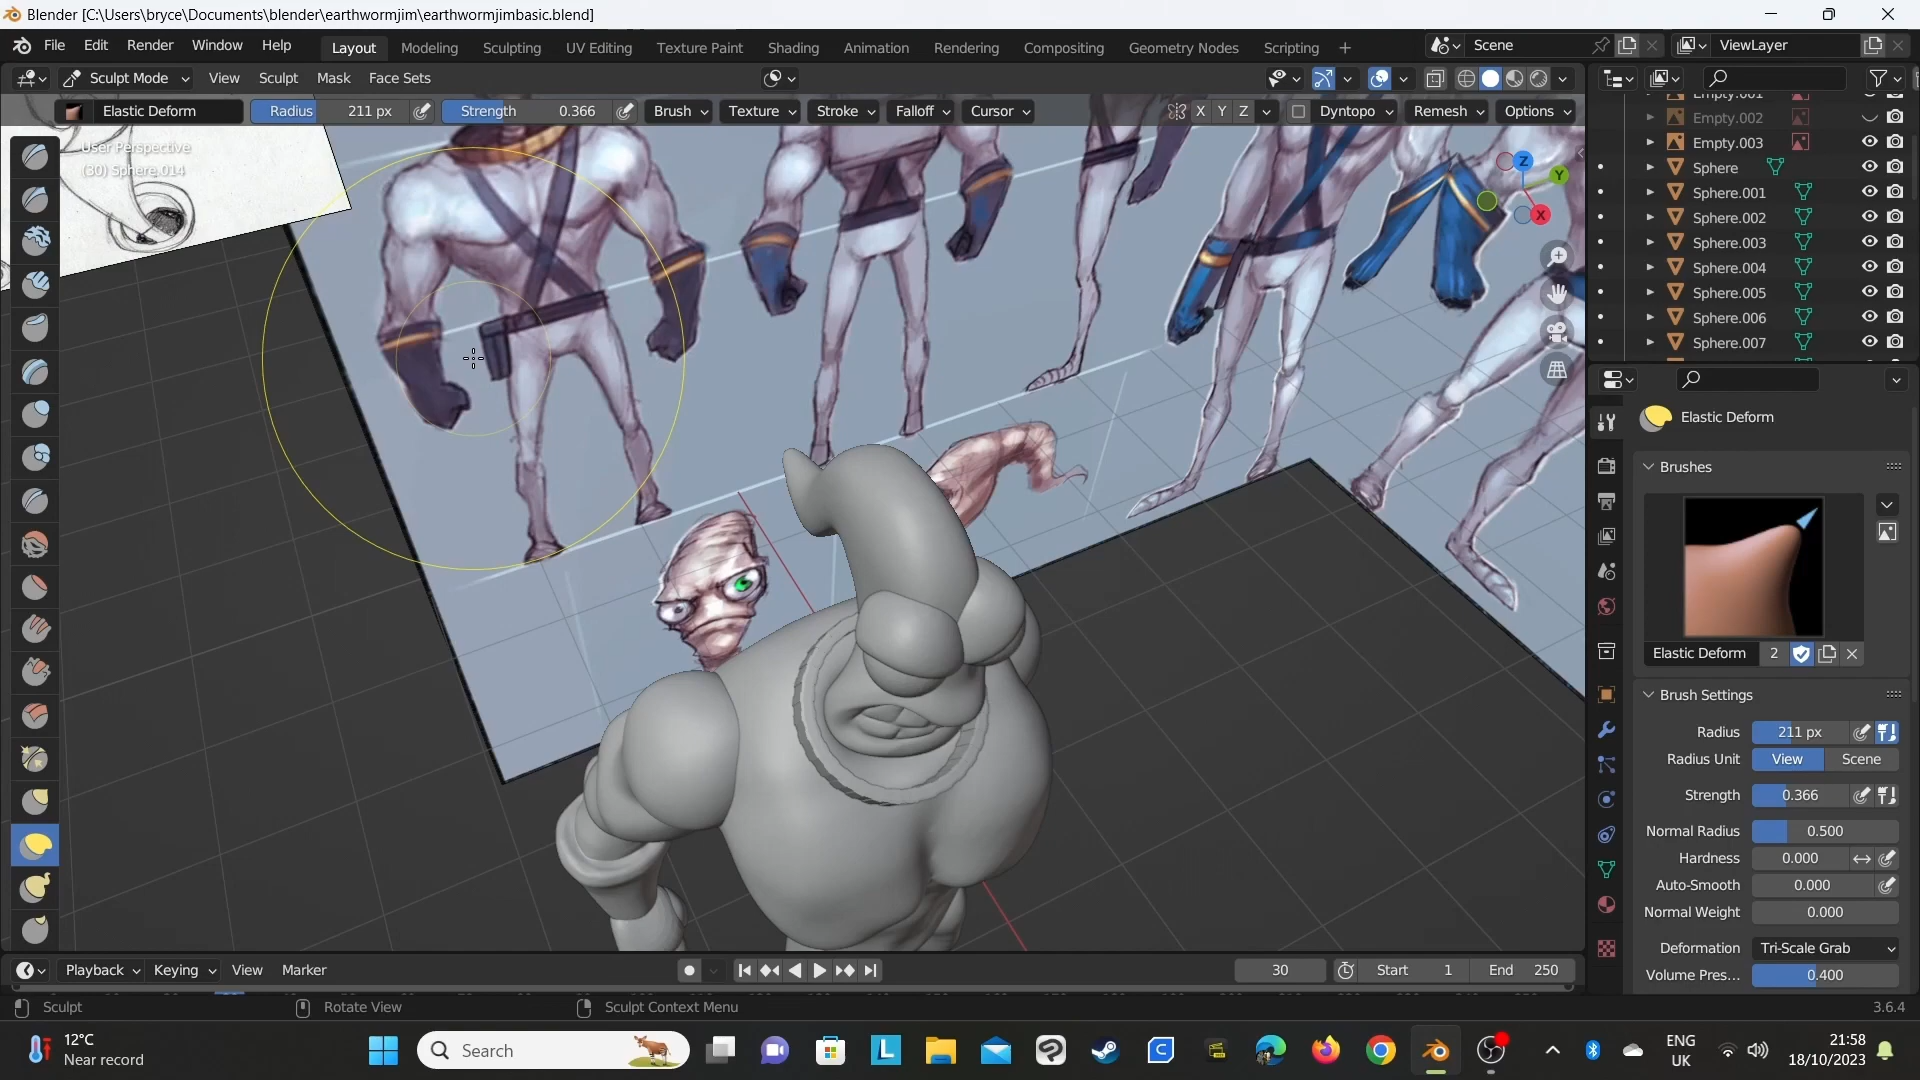 Blender [C:\Users\bryce\Documents\blender\earthwormjim\earthwormjimbasic.blend]
File Edit Render Window Help Layout Modeling Sculpting UV Editing Texture Paint Shading Animation Rendering Compositing Geometry Nodes Scripting + Scene ViewLayer
Sculpt Mode View Sculpt Mask Face Sets
Elastic Deform Radius 211 px Strength 0.366 Brush Texture Stroke Falloff Cursor X Y Z Dyntopo Remesh Options
User Perspective
(30) Sphere.014
Z
Y
X
Empty.001
Empty.002
Empty.003
Sphere
Sphere.001
Sphere.002
Sphere.003
Sphere.004
Sphere.005
Sphere.006
Sphere.007
Elastic Deform
Brushes
Elastic Deform 2
Brush Settings
Radius 211 px
Radius Unit View Scene
Strength 0.366
Normal Radius 0.500
Hardness 0.000
Auto-Smooth 0.000
Normal Weight 0.000
Deformation Tri-Scale Grab
Volume Pres... 0.400
Playback Keying View Marker 30 Start 1 End 250
Sculpt Rotate View Sculpt Context Menu 3.6.4
12°C
Near record
Search
ENG
UK
21:58
18/10/2023